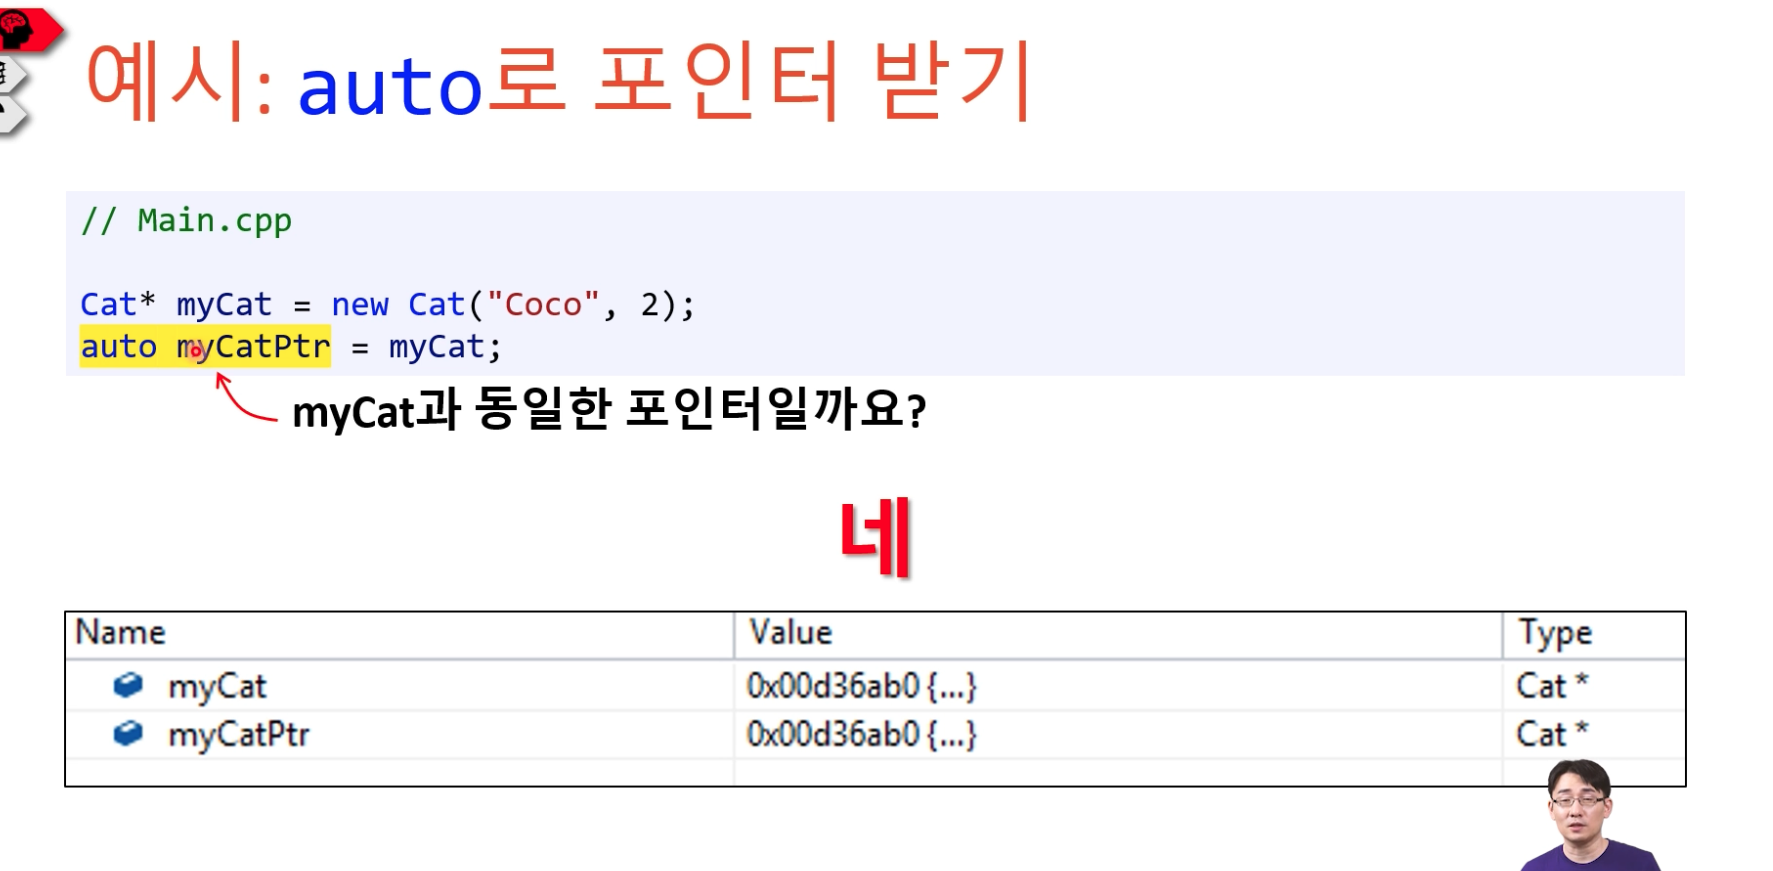 예시: auto로 포인터 받기
// Main.cpp
Cat* myCat = new Cat("Coco", 2);
auto myCatPtr = myCat;
myCat과 동일한 포인터일까요?
네
Name Value Type
myCat 0x00d36ab0 {...} Cat *
myCatPtr 0x00d36ab0 {...} Cat *